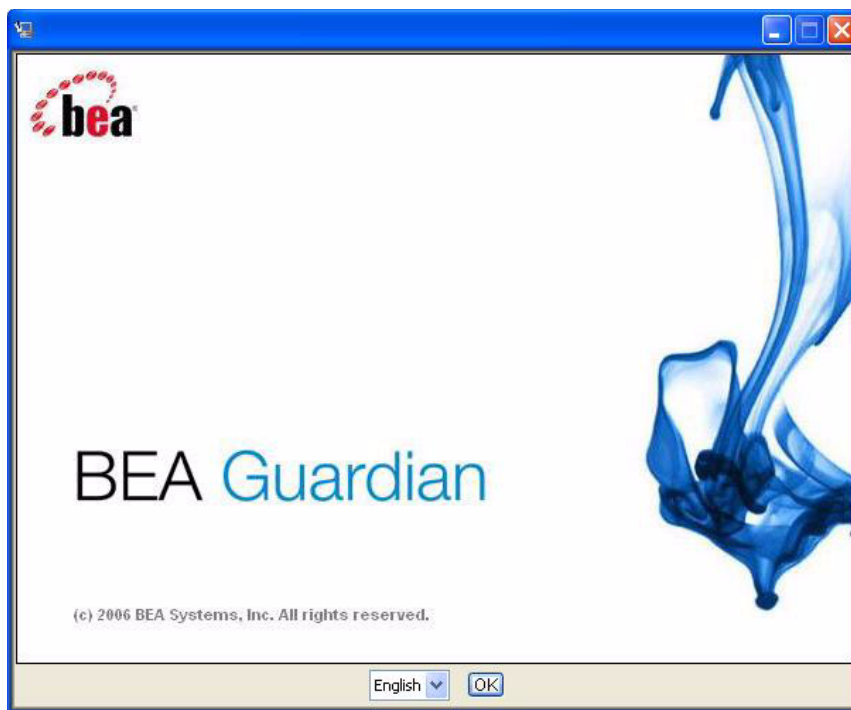 bea
BEA Guardian
(c) 2006 BEA Systems, Inc. All rights reserved.
English OK